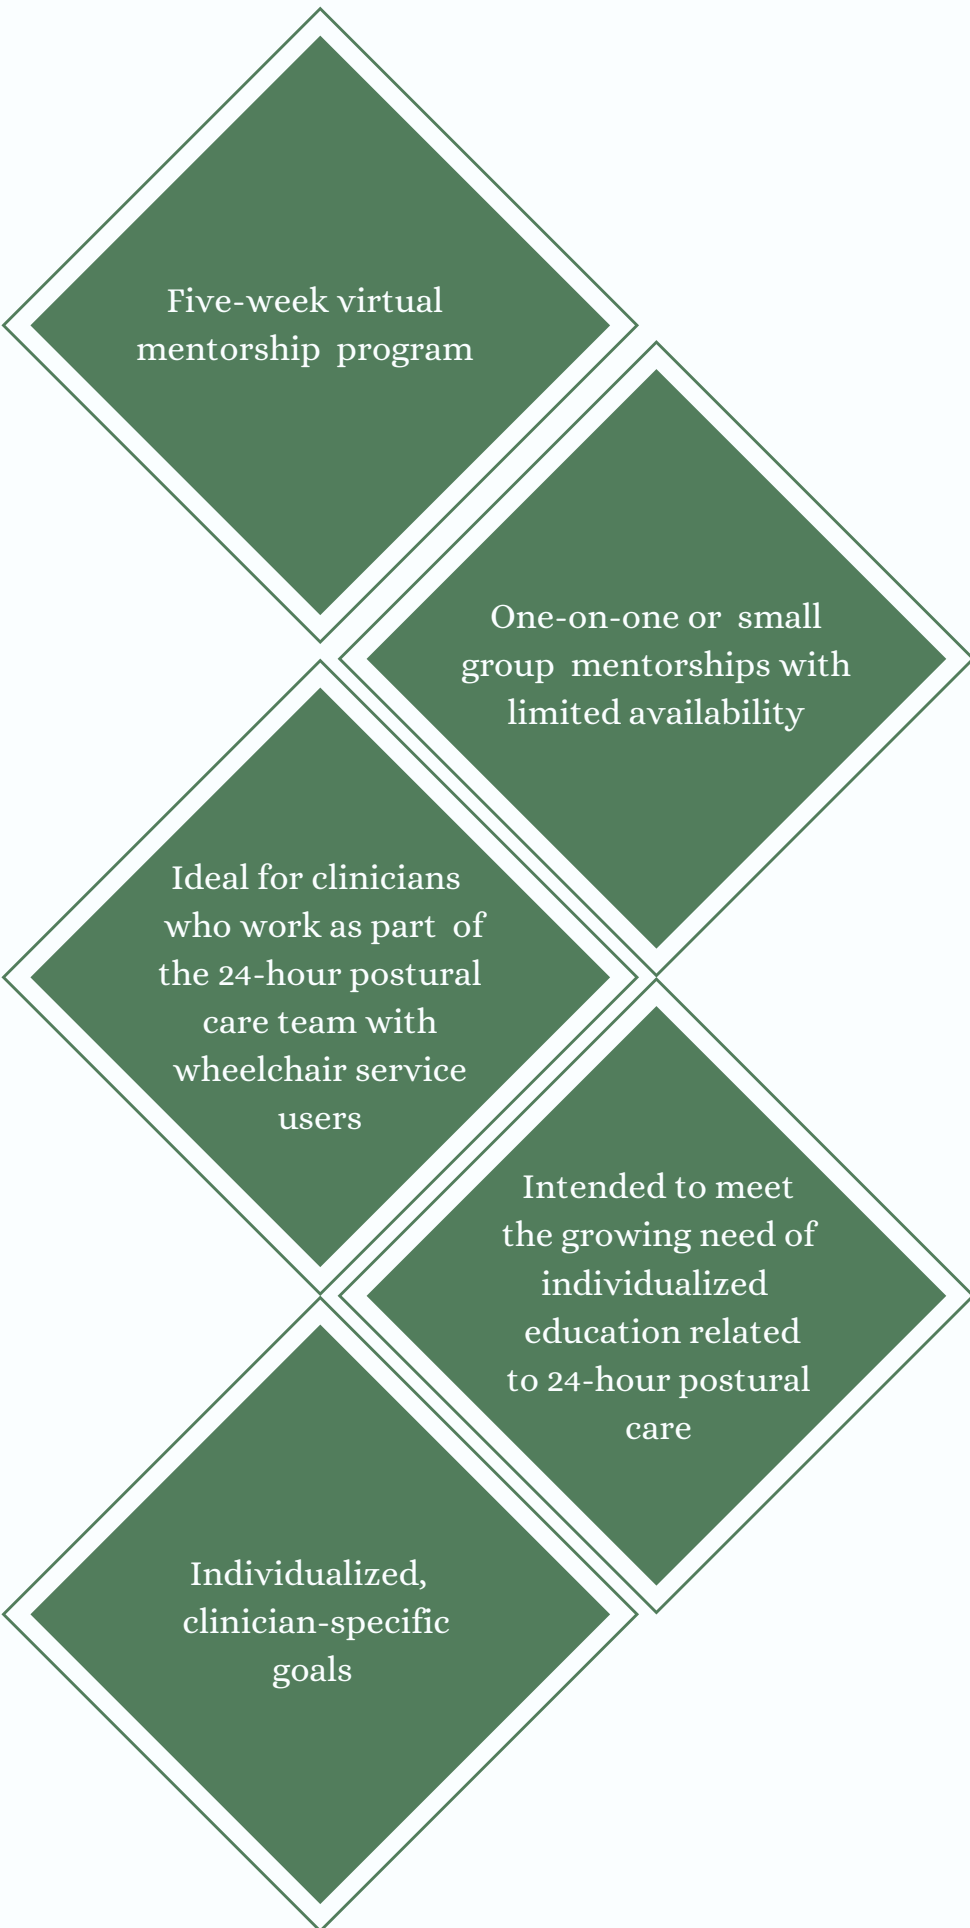 Five-week virtual
mentorship program
One-on-one or small
group mentorships with
limited availability
Ideal for clinicians
who work as part of
the 24-hour postural
care team with
wheelchair service
users
Intended to meet
the growing need of
individualized
education related
to 24-hour postural
care
Individualized,
clinician-specific
goals